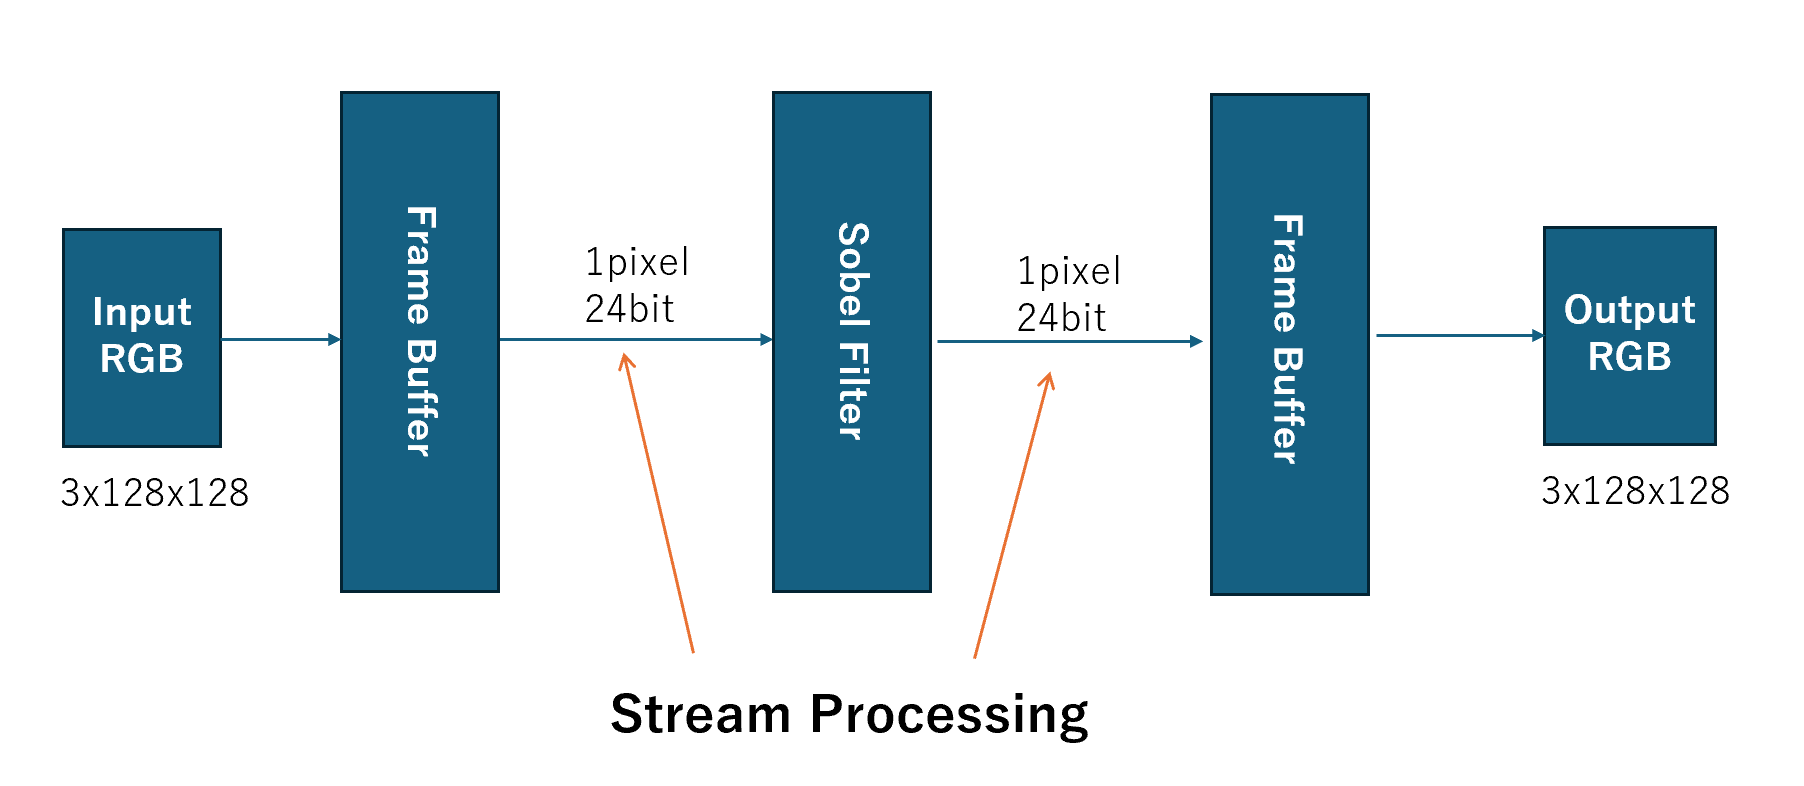 Input
RGB
3x128x128
Frame Buffer
1pixel
24bit
Sobel Filter
1pixel
24bit
Frame Buffer
Output
RGB
3x128x128
Stream Processing